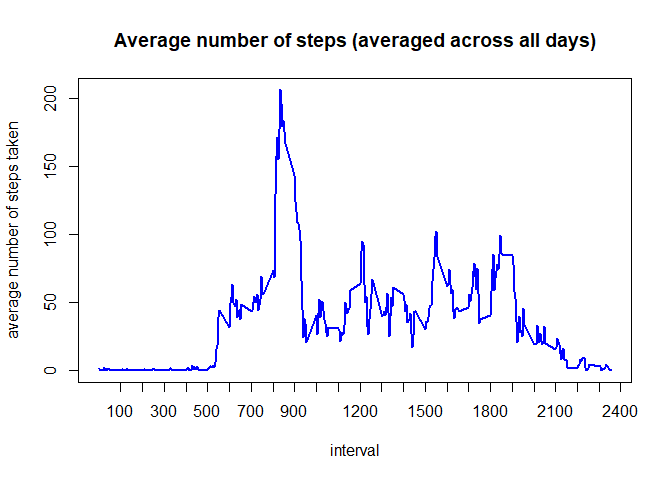 Average number of steps (averaged across all days)
average number of steps taken
200
150
100
50
0
100 300 500 700 900 1200 1500 1800 2100 2400
interval